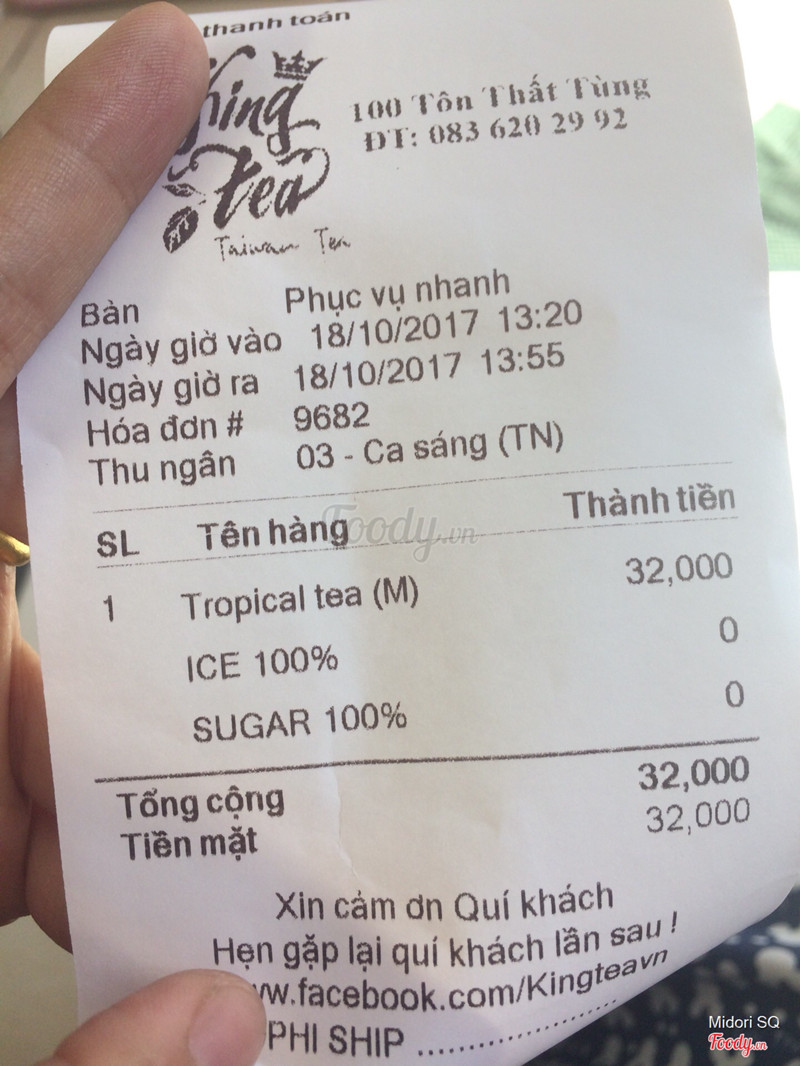 thanh toán
King
tea
Taiwan Tea
100 Tôn Thất Tùng
ĐT: 083 620 29 92
Bàn Phục vụ nhanh
Ngày giờ vào 18/10/2017 13:20
Ngày giờ ra 18/10/2017 13:55
Hóa đơn # 9682
Thu ngân 03 - Ca sáng (TN)
SL Tên hàng Thành tiền
1 Tropical tea (M) 32,000
ICE 100% 0
SUGAR 100% 0
Tổng cộng 32,000
Tiền mặt 32,000
Xin cảm ơn Quí khách
Hẹn gặp lại quí khách lần sau !
ww.facebook.com/Kingteavn
PHI SHIP ......................
Foody.vn
Midori SQ
Foody.vn